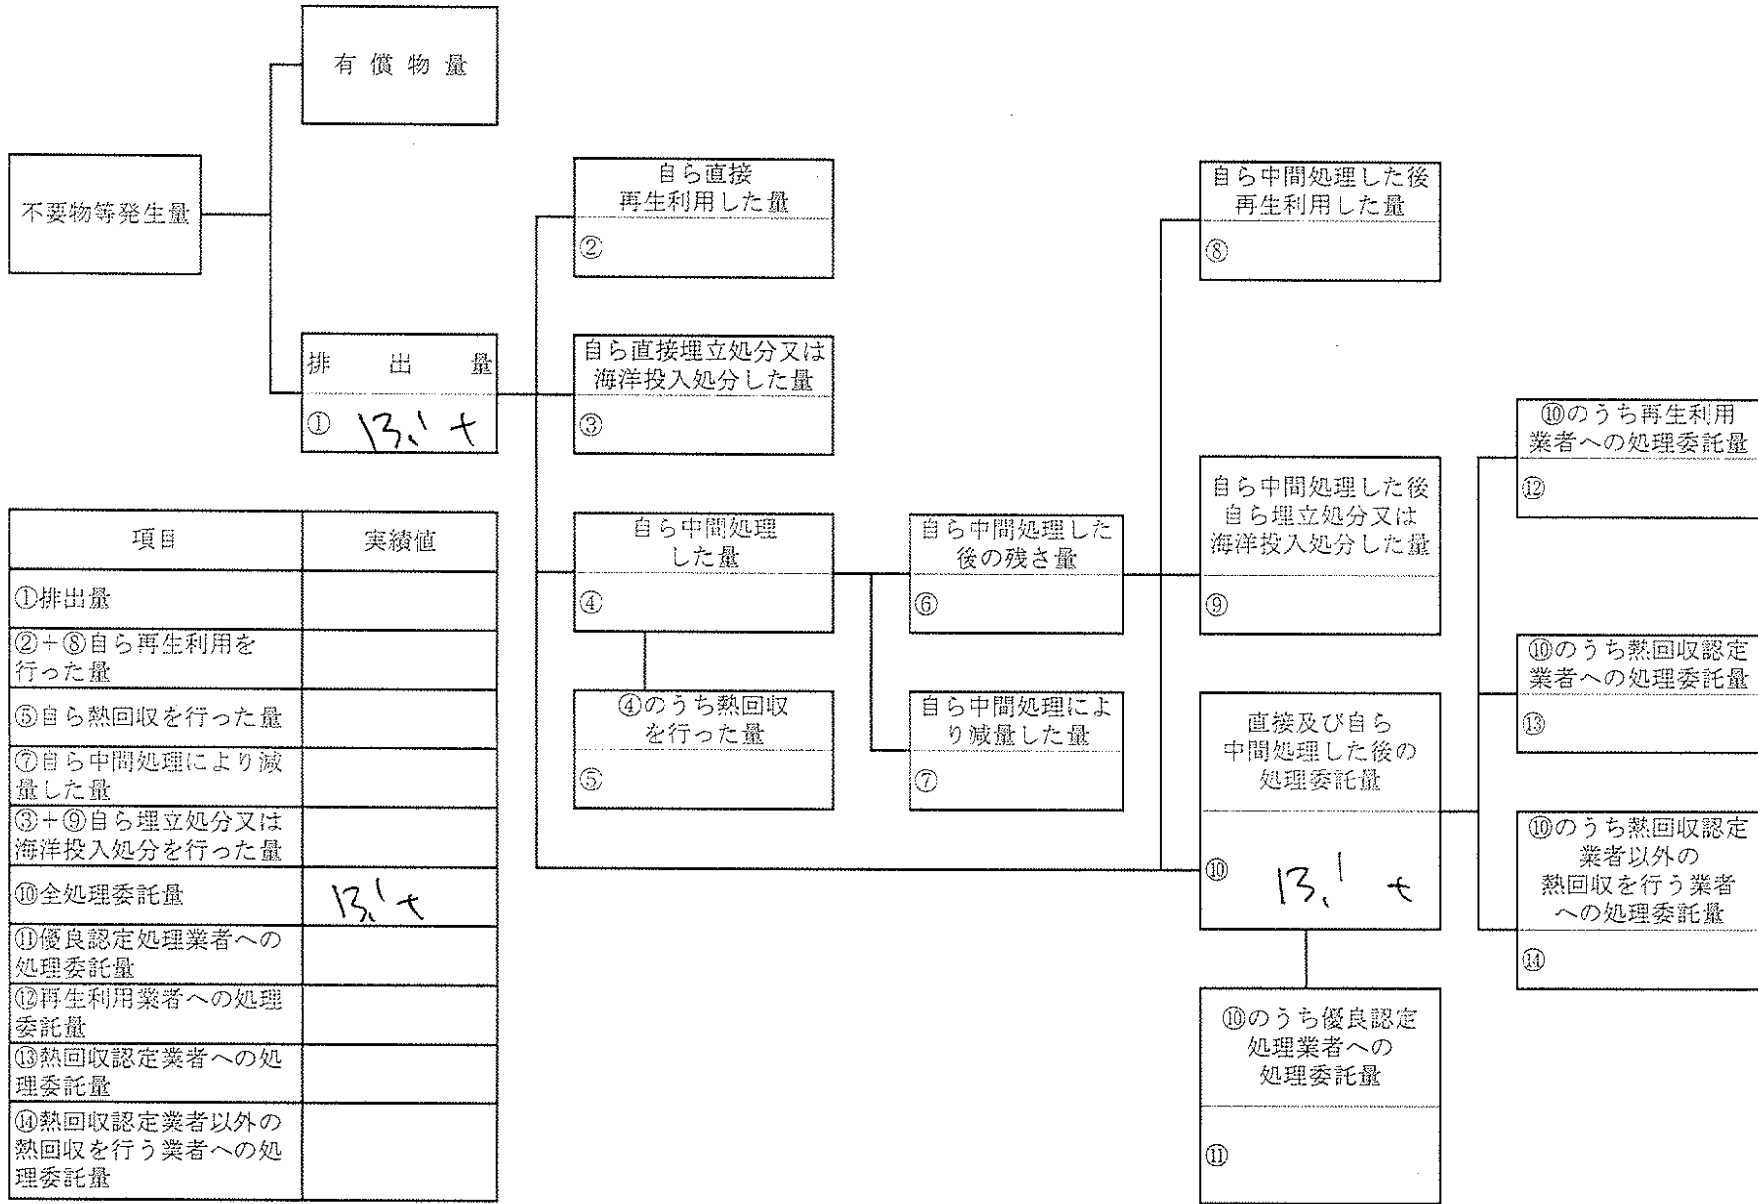 有償物量
不要物等発生量
排出量
① 13.1 t
自ら直接
再生利用した量
②
自ら直接埋立処分又は
海洋投入処分した量
③
自ら中間処理
した量
④
④のうち熱回収
を行った量
⑤
自ら中間処理した
後の残さ量
⑥
自ら中間処理によ
り減量した量
⑦
自ら中間処理した後
再生利用した量
⑧
自ら中間処理した後
自ら埋立処分又は
海洋投入処分した量
⑨
直接及び自ら
中間処理した後の
処理委託量
⑩ 13.1 t
⑩のうち優良認定
処理業者への
処理委託量
⑪
⑩のうち再生利用
業者への処理委託量
⑫
⑩のうち熱回収認定
業者への処理委託量
⑬
⑩のうち熱回収認定
業者以外の
熱回収を行う業者
への処理委託量
⑭
項目 実績値
①排出量
②+⑧自ら再生利用を
行った量
⑤自ら熱回収を行った量
⑦自ら中間処理により減
量した量
③+⑨自ら埋立処分又は
海洋投入処分を行った量
⑩全処理委託量 13.1 t
⑪優良認定処理業者への
処理委託量
⑫再生利用業者への処理
委託量
⑬熱回収認定業者への処
理委託量
⑭熱回収認定業者以外の
熱回収を行う業者への処
理委託量